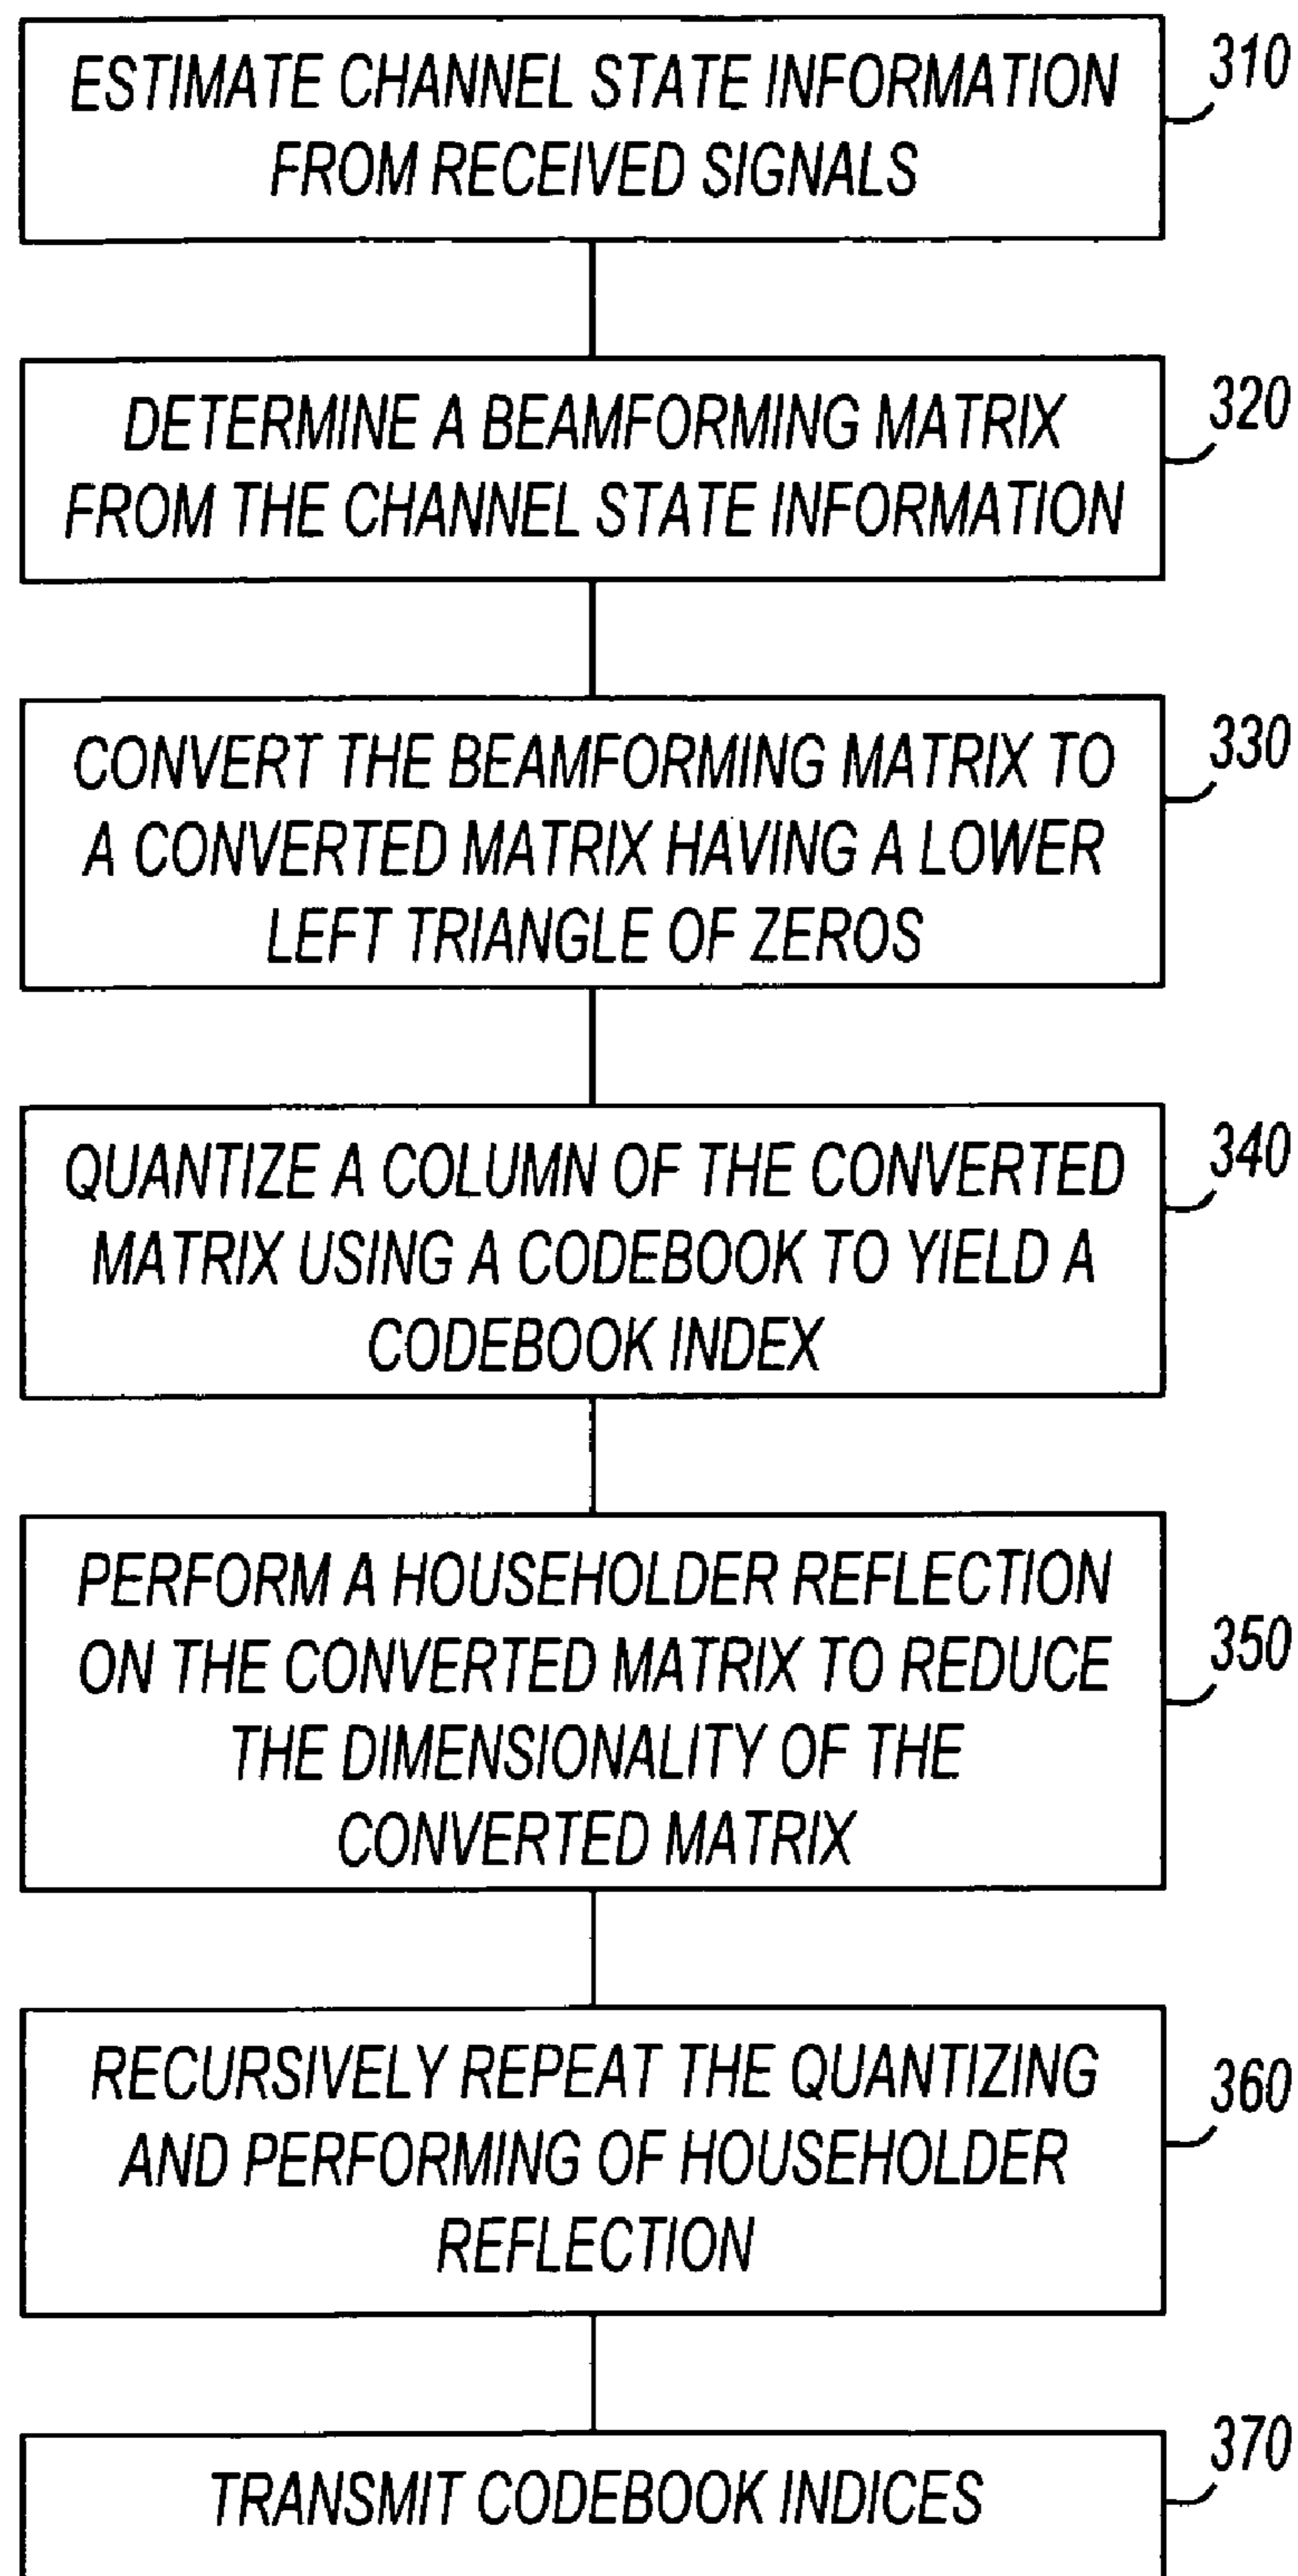 ESTIMATE CHANNEL STATE INFORMATION
FROM RECEIVED SIGNALS
310
DETERMINE A BEAMFORMING MATRIX
FROM THE CHANNEL STATE INFORMATION
320
CONVERT THE BEAMFORMING MATRIX TO
A CONVERTED MATRIX HAVING A LOWER
LEFT TRIANGLE OF ZEROS
330
QUANTIZE A COLUMN OF THE CONVERTED
MATRIX USING A CODEBOOK TO YIELD A
CODEBOOK INDEX
340
PERFORM A HOUSEHOLDER REFLECTION
ON THE CONVERTED MATRIX TO REDUCE
THE DIMENSIONALITY OF THE
CONVERTED MATRIX
350
RECURSIVELY REPEAT THE QUANTIZING
AND PERFORMING OF HOUSEHOLDER
REFLECTION
360
TRANSMIT CODEBOOK INDICES
370